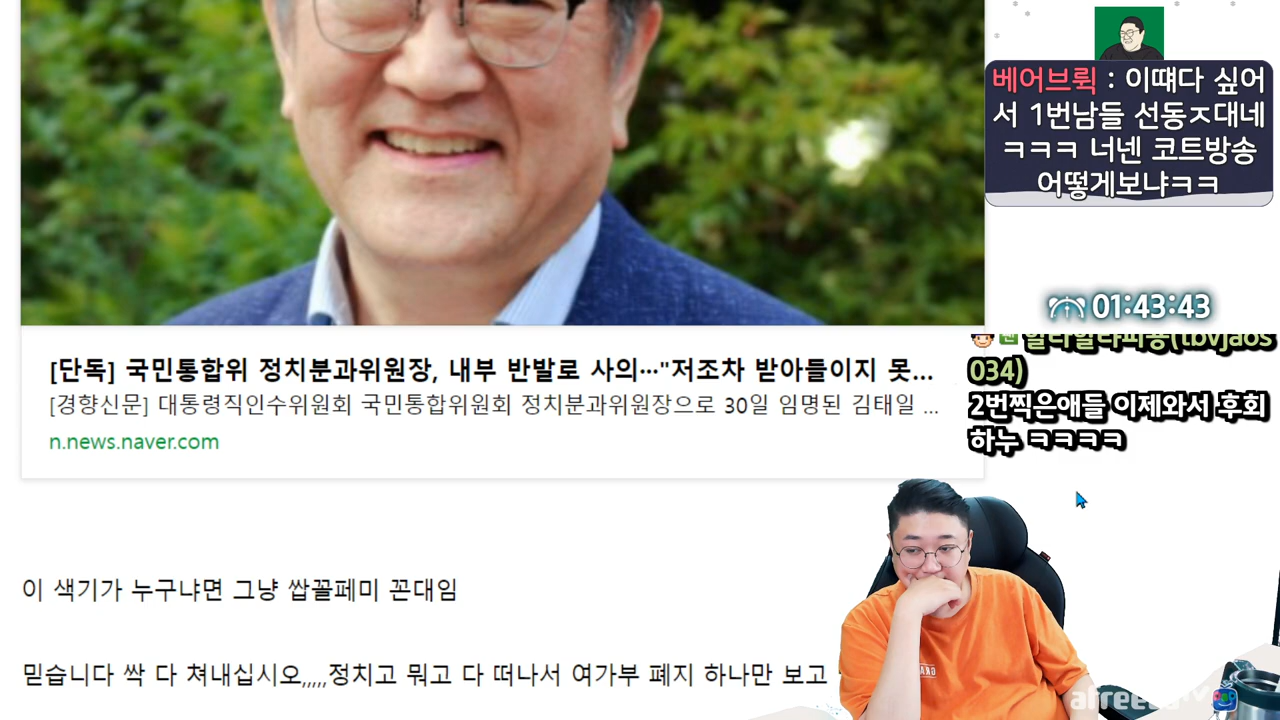 [단독] 국민통합위 정치분과위원장, 내부 반발로 사의···"저조차 받아들이지 못...
[경향신문] 대통령직인수위원회 국민통합위원회 정치분과위원장으로 30일 임명된 김태일 ...
n.news.naver.com
이 색기가 누구냐면 그냥 쌉꼴페미 꼰대임
믿습니다 싹 다 쳐내십시오,,,,,정치고 뭐고 다 떠나서 여가부 폐지 하나만 보고
베어브뤽 : 이떄다 싶어
서 1번남들 선동ㅈ대네
ㅋㅋㅋ 너넨 코트방송
어떻게보냐ㅋㅋ
01:43:43
034)
2번찍은애들 이제와서 후회
하누 ㅋㅋㅋㅋ